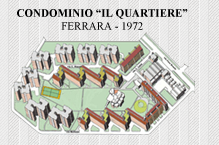 CONDOMINIO “IL QUARTIERE”
FERRARA - 1972